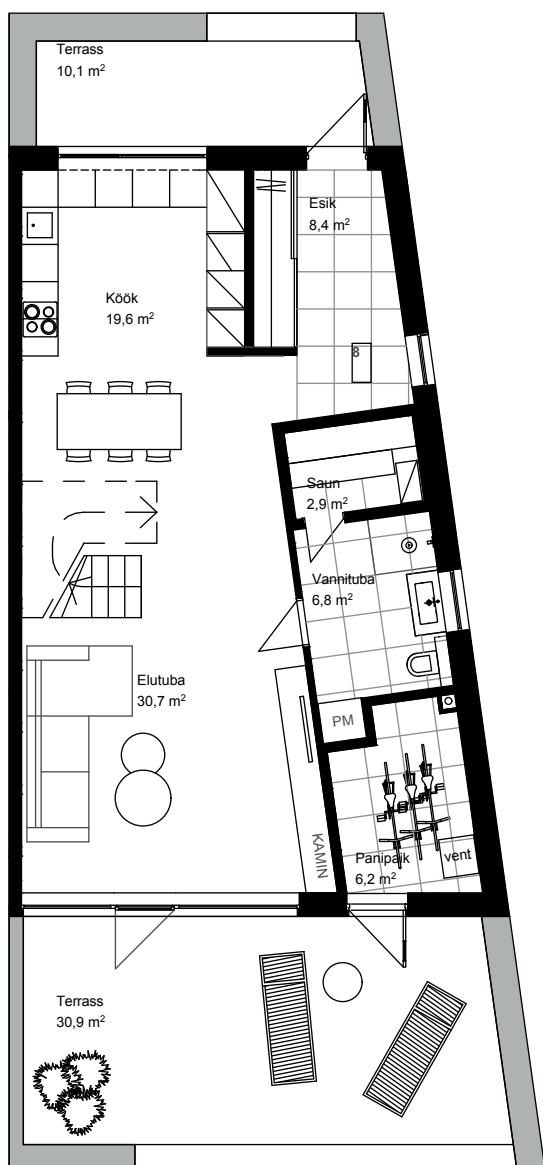 Terrass
10,1 m²
Esik
8,4 m²
Köök
19,6 m²
8
Saun
2,9 m²
Vannituba
6,8 m²
Elutuba
30,7 m²
PM
KAMIN
Panipaik
6,2 m²
vent
Terrass
30,9 m²